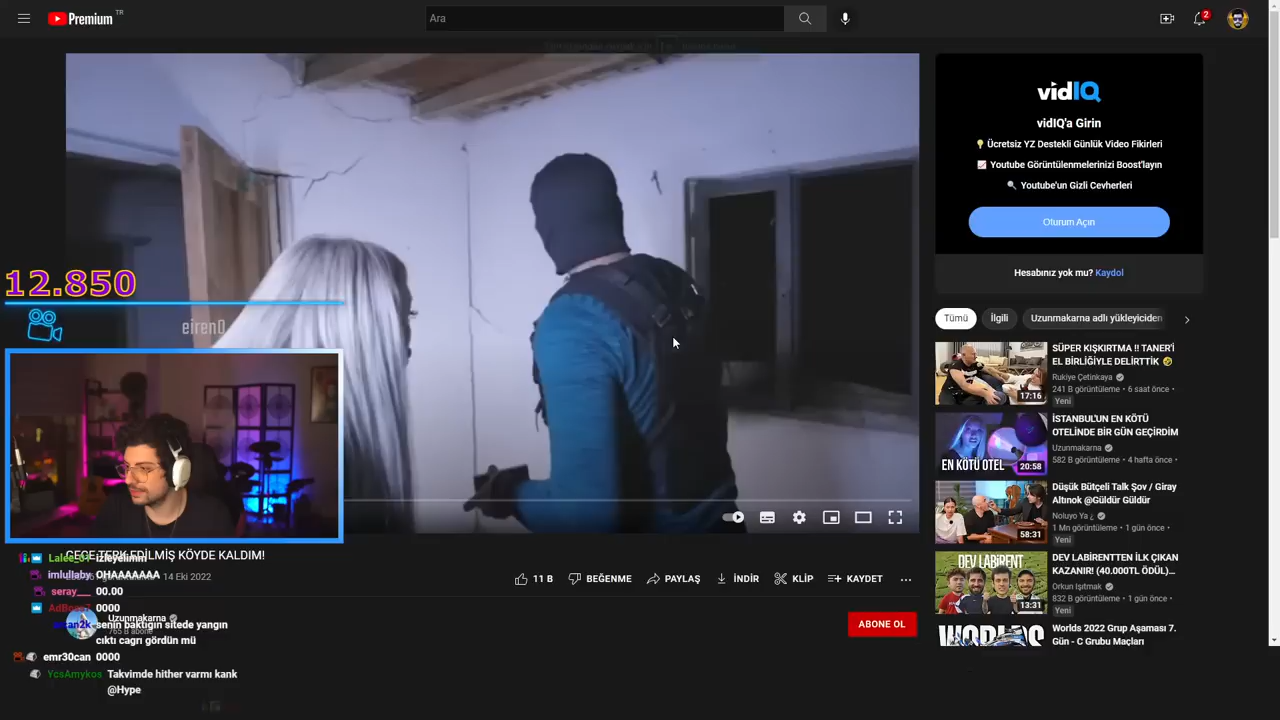 Premium TR
Ara
2
vidIQ
vidIQ'a Girin
Ücretsiz YZ Destekli Günlük Video Fikirleri
Youtube Görüntülenmelerinizi Boost'layın
Youtube'un Gizli Cevherleri
Oturum Açın
Hesabınız yok mu? Kaydol
Tümü
İlgili
Uzunmakarna adlı yükleyiciden
12.850
eiren0
SÜPER KIŞKIRTMA !! TANER'İ
EL BİRLİĞİYLE DELİRTTİK
Rukiye Çetinkaya
241 B görüntüleme • 6 saat önce •
Yeni
17:16
İSTANBUL'UN EN KÖTÜ
OTELİNDE BİR GÜN GEÇİRDİM
Uzunmakarna
582 B görüntüleme • 4 hafta önce •
EN KÖTÜ OTEL
20:58
Düşük Bütçeli Talk Şov / Giray
Altınok @Güldür Güldür
Noluyo Ya ¿
1 Mn görüntüleme • 1 gün önce •
Yeni
58:31
DEV LABİRENTTEN İLK ÇIKAN
KAZANIR! (40.000TL ÖDÜL)...
Orkun Işıtmak
832 B görüntüleme • 1 gün önce •
Yeni
DEV LABİRENT
13:31
Worlds 2022 Grup Aşaması 7.
Gün - C Grubu Maçları
WORLDS
GECE TERK EDİLMİŞ KÖYDE KALDIM!
14 Eki 2022
11 B
BEĞENME
PAYLAŞ
İNDİR
KLİP
KAYDET
Uzunmakarna
765 B abone
ABONE OL
izleyelimm
imlullaby OHAAAAAAA
seray__ 00.00
0000
senin baktığın sitede yangın
cıktı cagrı gördün mü
emr30can 0000
YcsAmykos Takvimde hither varmı kank
@Hype